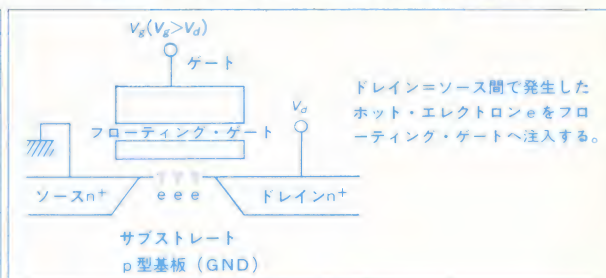 Vg(Vg>Vd)
ゲート
Vd
フローティング・ゲート
ソースn+
e e e
ドレインn+
サブストレート
p型基板（GND）
ドレイン=ソース間で発生した
ホット・エレクトロンeをフロ
ーティング・ゲートへ注入する。